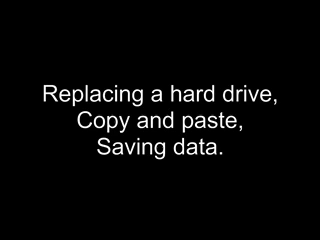 Replacing a hard drive,
Copy and paste,
Saving data.